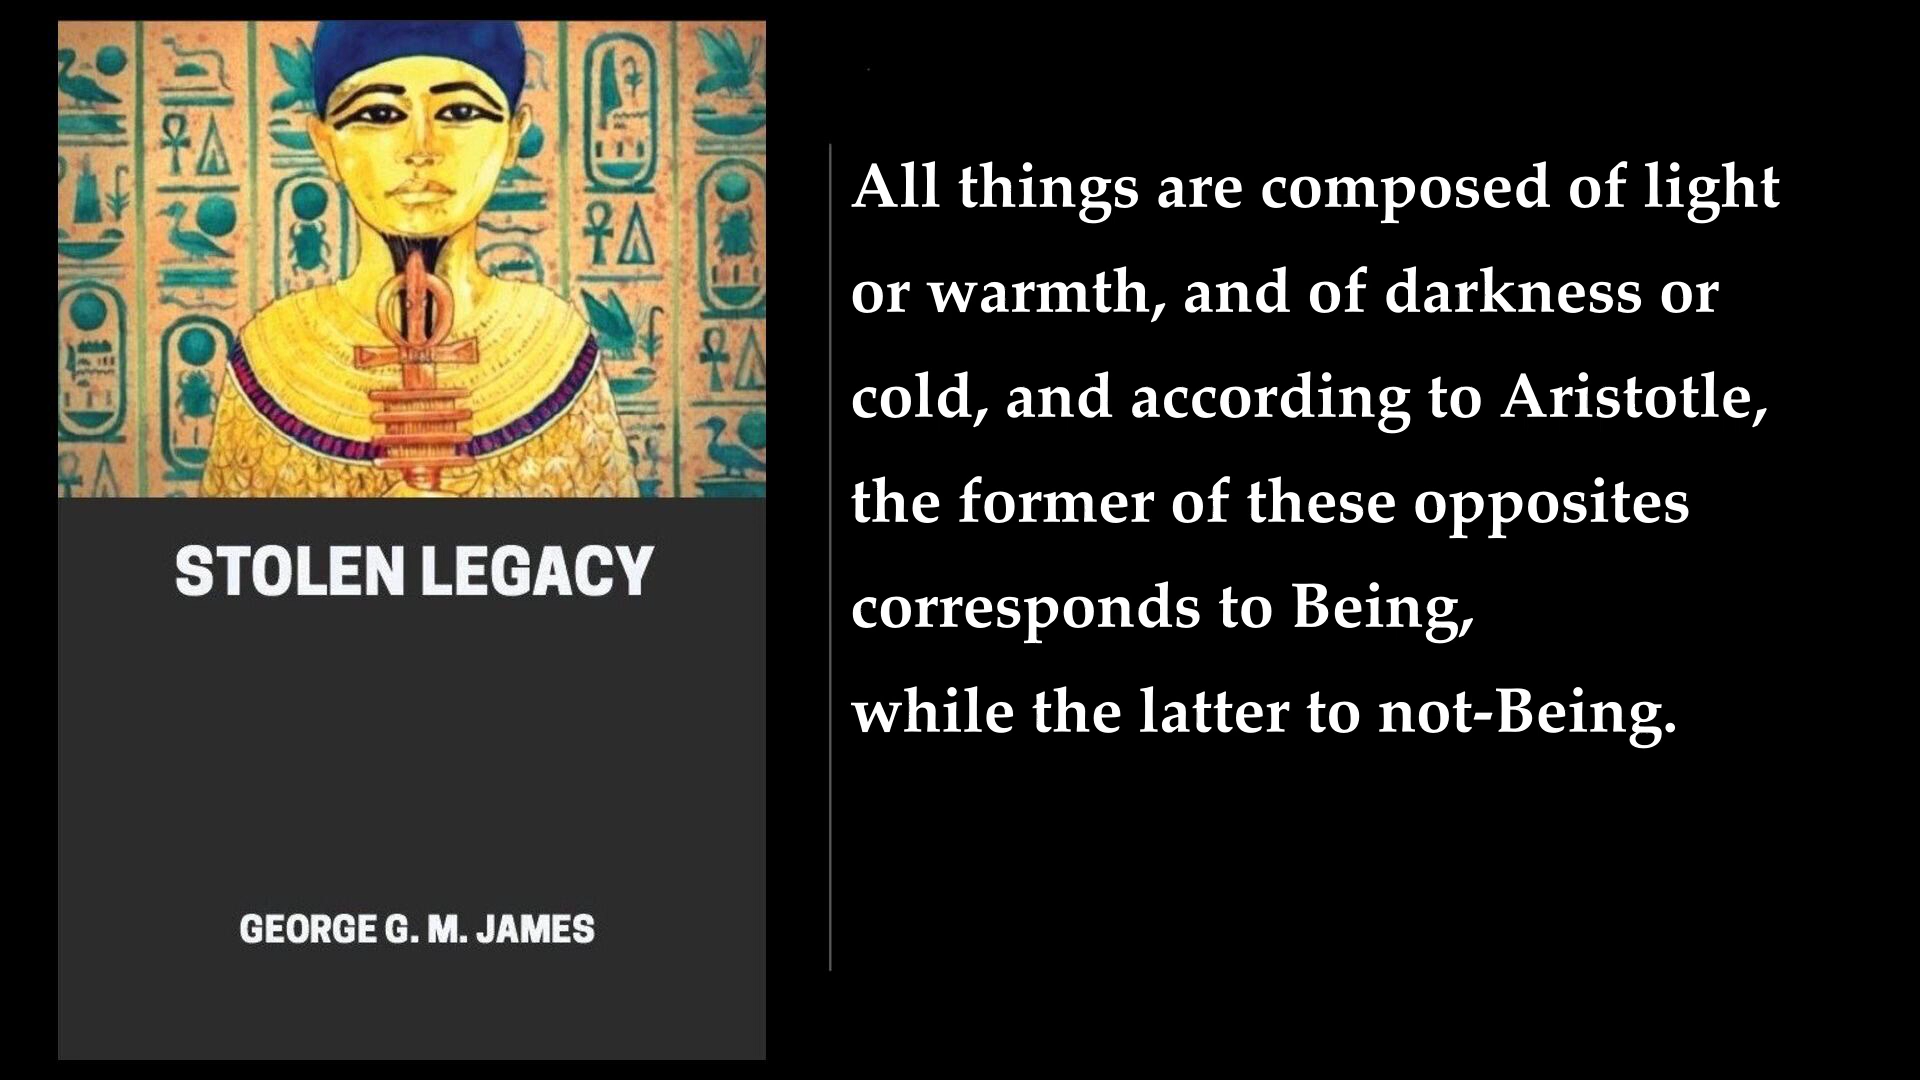 STOLEN LEGACY
GEORGE G. M. JAMES
All things are composed of light
or warmth, and of darkness or
cold, and according to Aristotle,
the former of these opposites
corresponds to Being,
while the latter to not-Being.